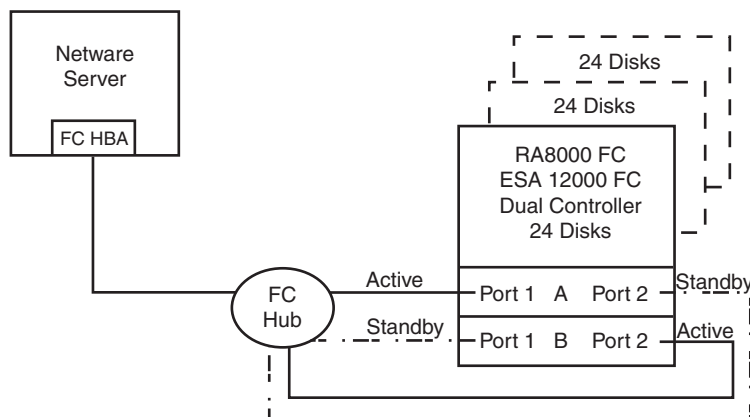 Netware
Server
FC HBA
24 Disks
24 Disks
RA8000 FC
ESA 12000 FC
Dual Controller
24 Disks
FC
Hub
Active
Port 1 A Port 2
Standby
Standby
Port 1 B Port 2
Active